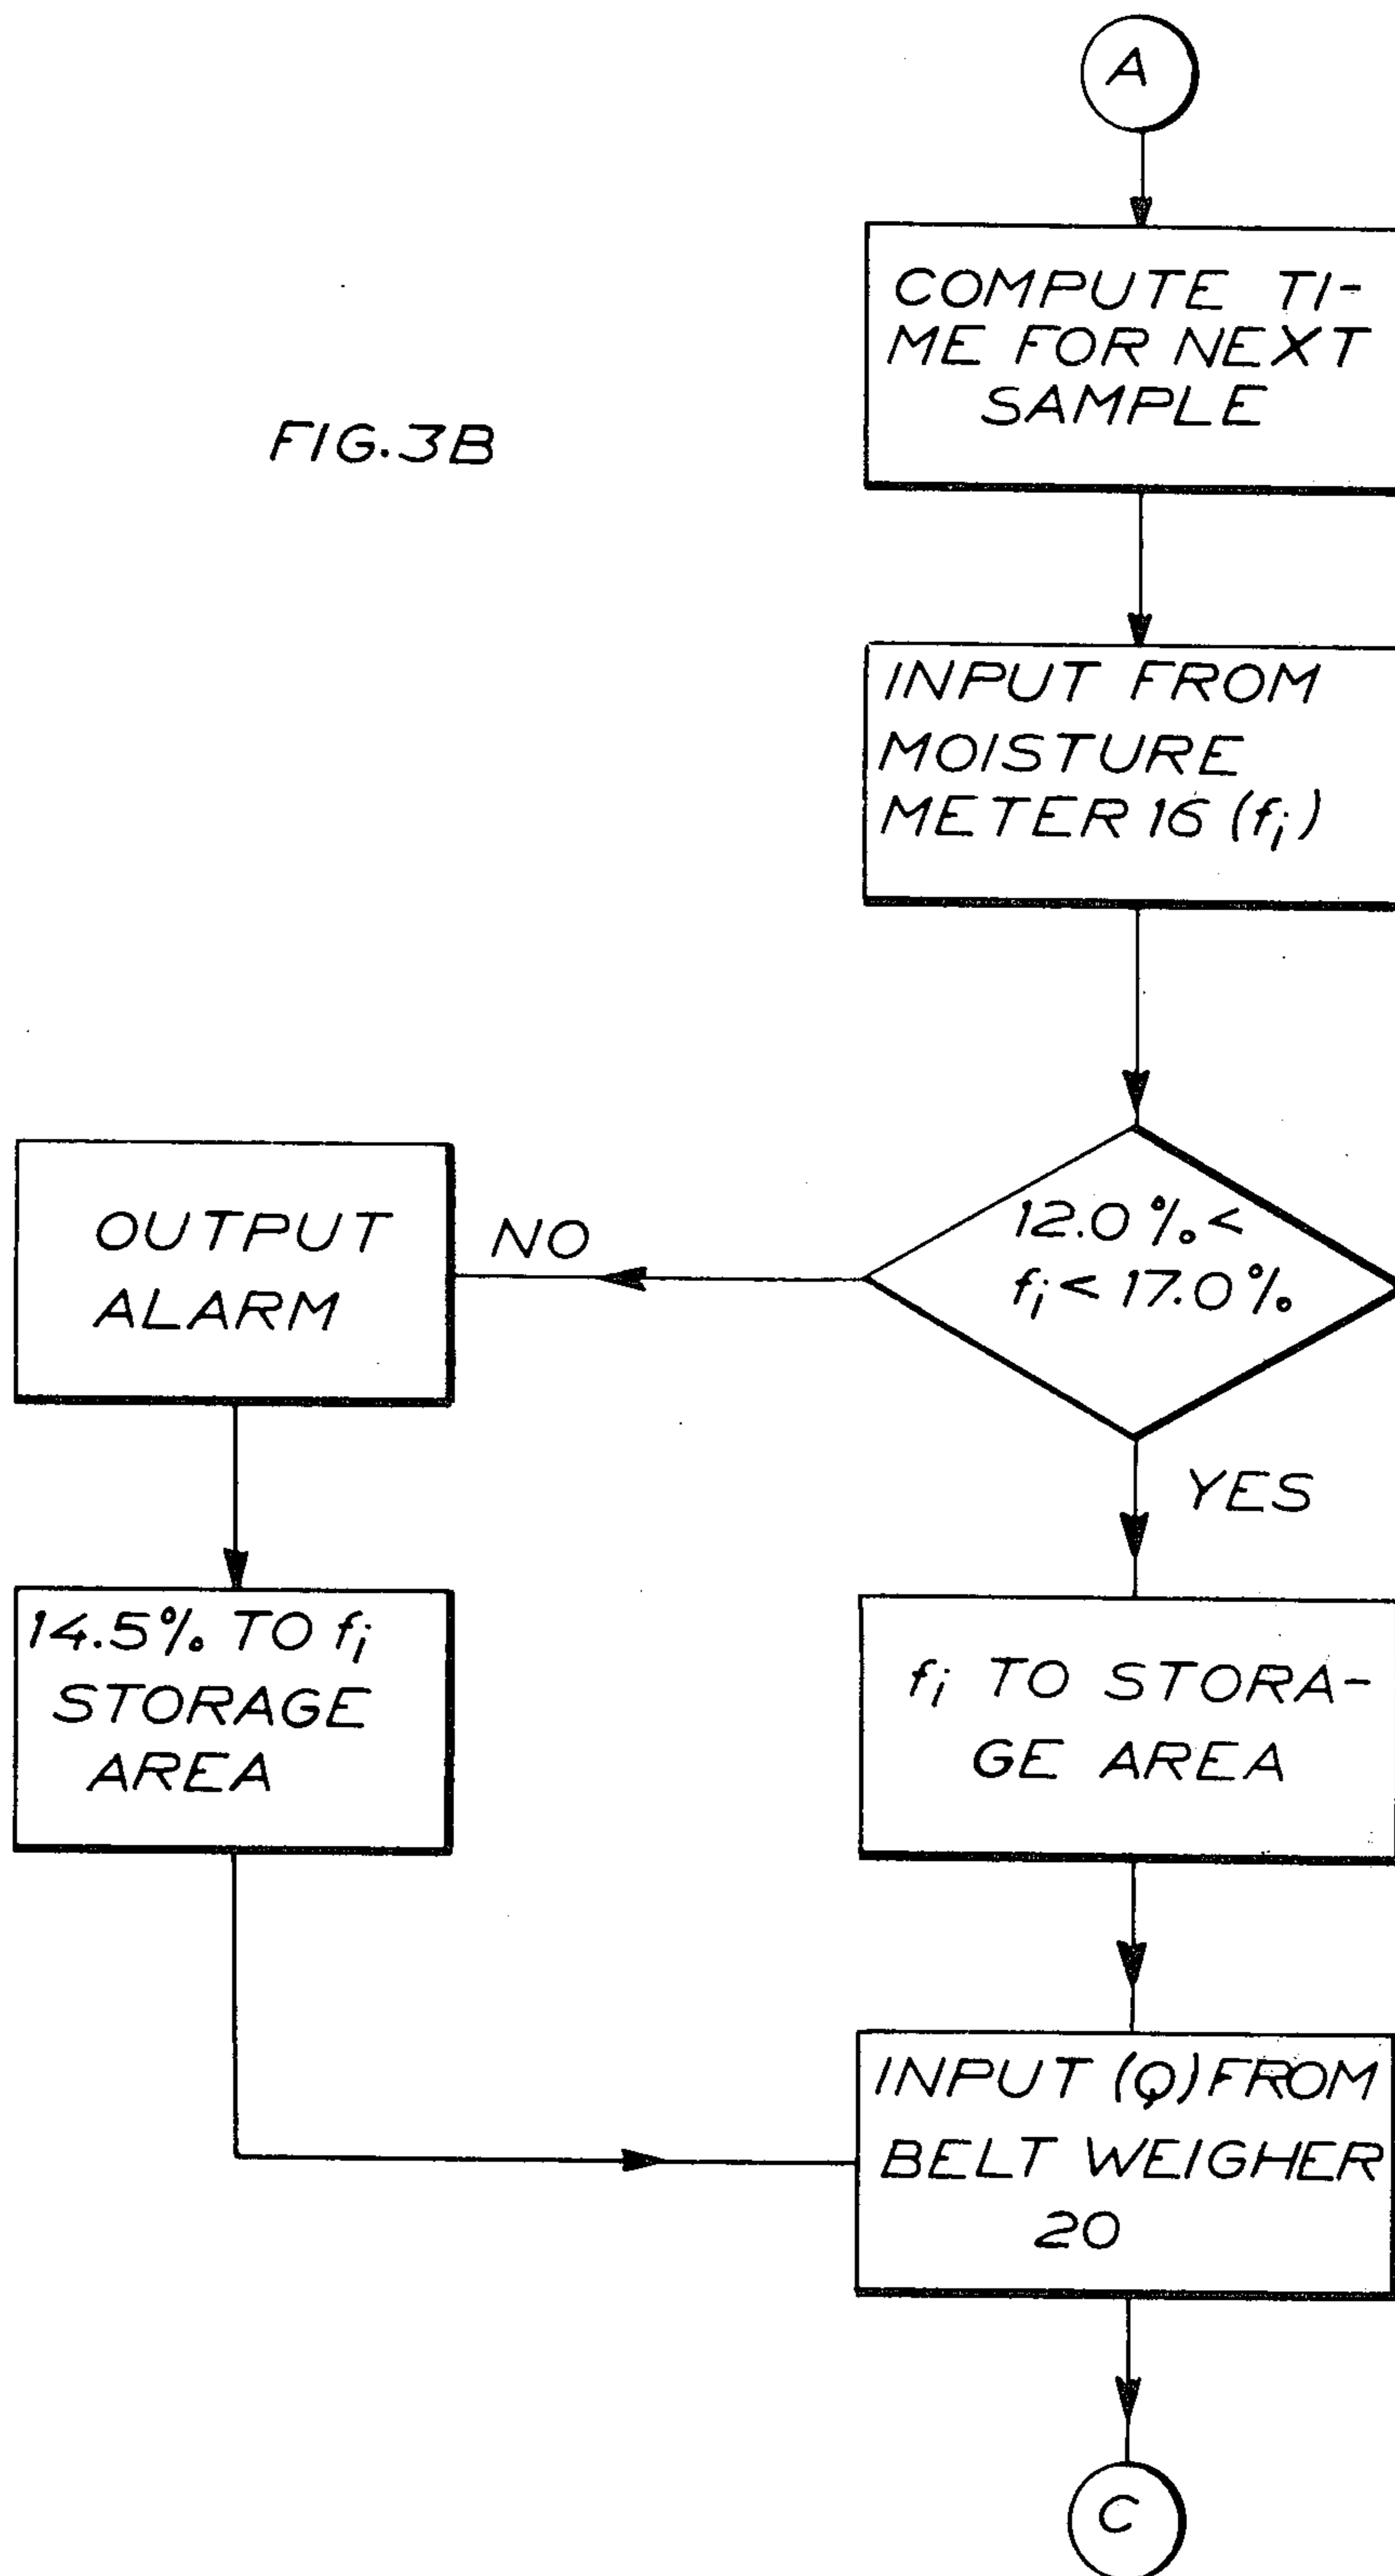 A
COMPUTE TI-
ME FOR NEXT
SAMPLE
FIG.3B
INPUT FROM
MOISTURE
METER 16 (fi)
12.0%<
fi<17.0%
NO
OUTPUT
ALARM
YES
14.5% TO fi
STORAGE
AREA
fi TO STORA-
GE AREA
INPUT (Q) FROM
BELT WEIGHER
20
C